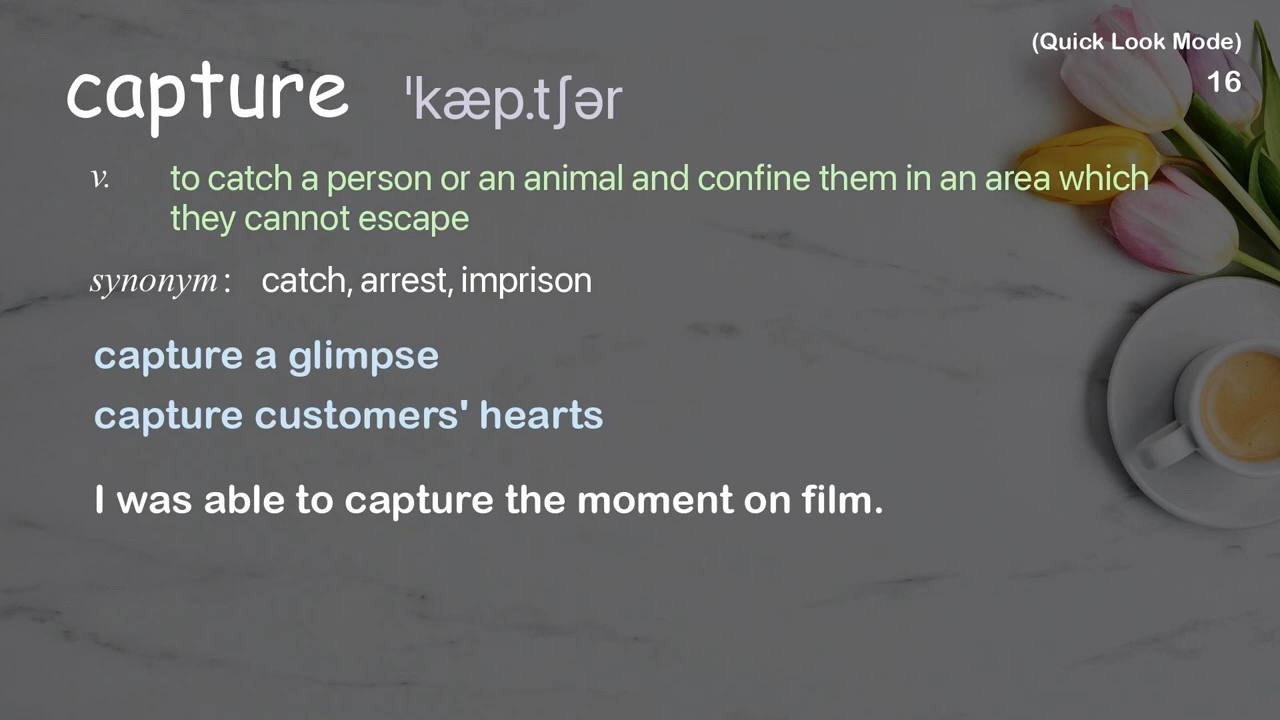 (Quick Look Mode)
16
capture ˈkæp.tʃər
v. to catch a person or an animal and confine them in an area which
they cannot escape
synonym: catch, arrest, imprison
capture a glimpse
capture customers' hearts
I was able to capture the moment on film.